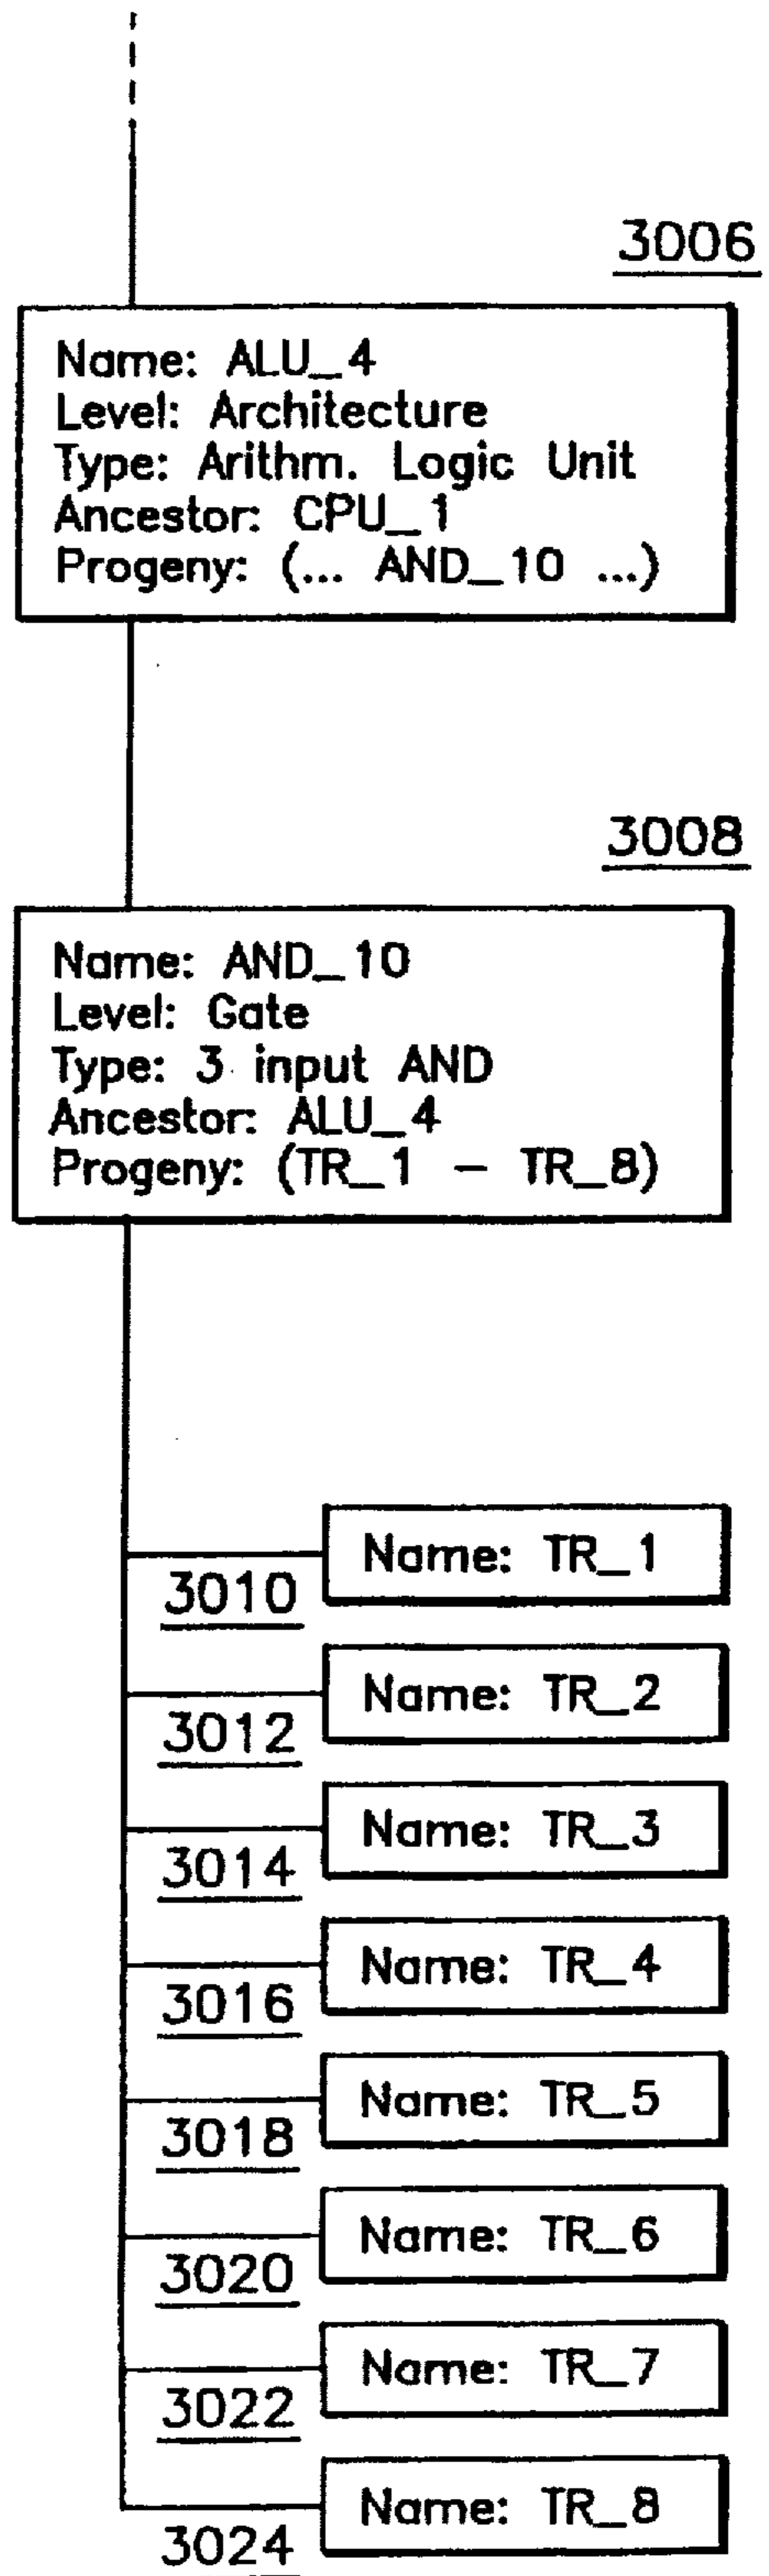 3006
Name: ALU_4
Level: Architecture
Type: Arithm. Logic Unit
Ancestor: CPU_1
Progeny: (... AND_10 ...)
3008
Name: AND_10
Level: Gate
Type: 3 input AND
Ancestor: ALU_4
Progeny: (TR_1 – TR_8)
Name: TR_1
3010
Name: TR_2
3012
Name: TR_3
3014
Name: TR_4
3016
Name: TR_5
3018
Name: TR_6
3020
Name: TR_7
3022
Name: TR_8
3024